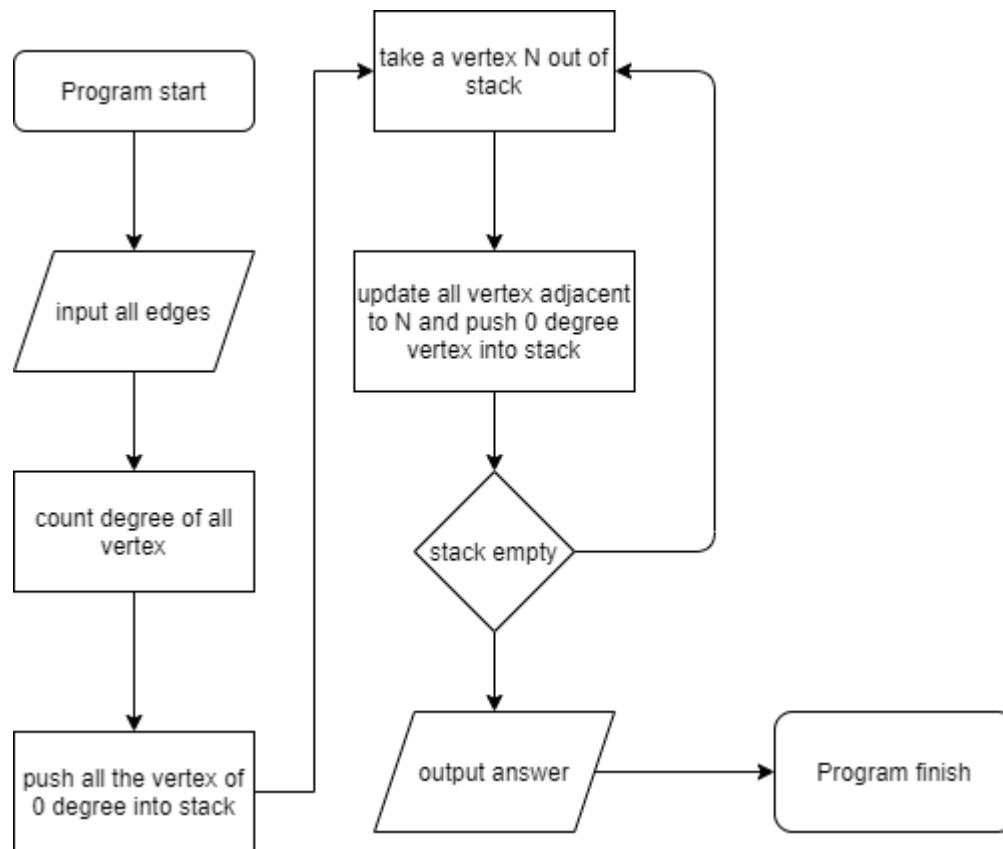 Program start
input all edges
count degree of all
vertex
push all the vertex of
0 degree into stack
take a vertex N out of
stack
update all vertex adjacent
to N and push 0 degree
vertex into stack
stack empty
output answer
Program finish